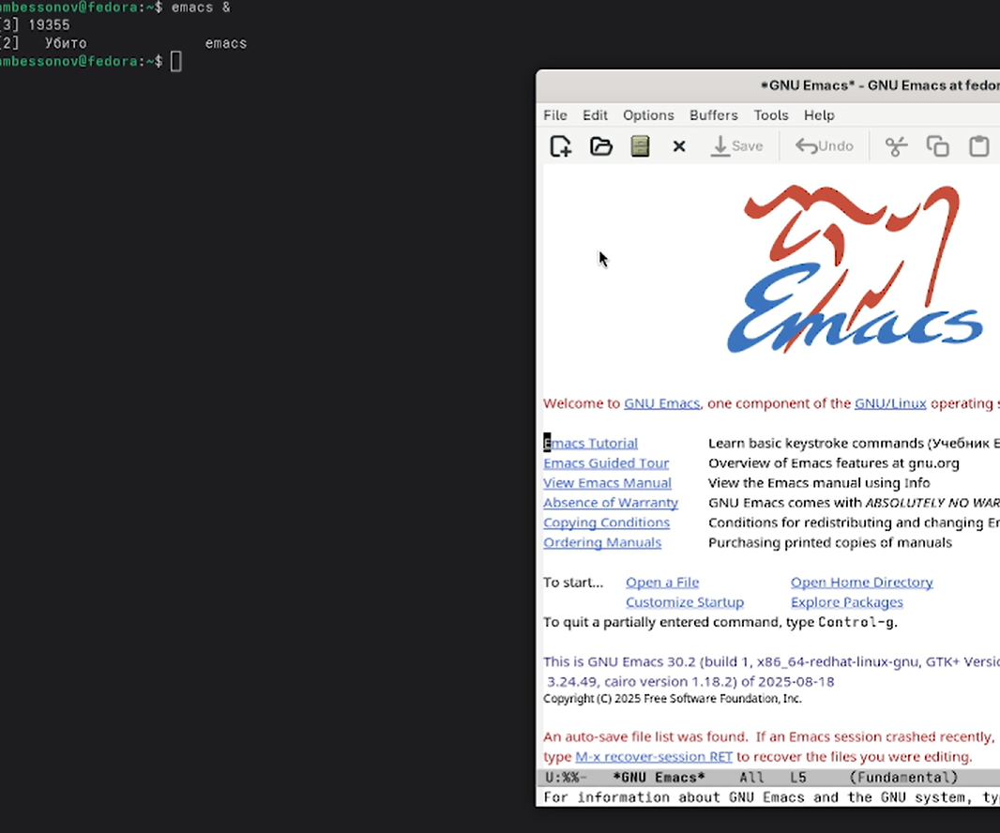 mbessonov@fedora:~$ emacs &
[3] 19355
[2]   Убито                 emacs
mbessonov@fedora:~$
*GNU Emacs* - GNU Emacs at
File Edit Options Buffers Tools Help
Save Undo
Emacs
Welcome to GNU Emacs, one component of the GNU/Linux operating
Emacs Tutorial Learn basic keystroke commands (Учебник
Emacs Guided Tour Overview of Emacs features at gnu.org
View Emacs Manual View the Emacs manual using Info
Absence of Warranty GNU Emacs comes with ABSOLUTELY NO
Copying Conditions Conditions for redistributing and changing
Ordering Manuals Purchasing printed copies of manuals
To start... Open a File Open Home Directory
Customize Startup Explore Packages
To quit a partially entered command, type Control-g.
This is GNU Emacs 30.2 (build 1, x86_64-redhat-linux-gnu, GTK+
3.24.49, cairo version 1.18.2) of 2025-08-18
Copyright (C) 2025 Free Software Foundation, Inc.
An auto-save file list was found.  If an Emacs session crashed recently,
type M-x recover-session RET to recover the files you were editing.
U:%%-   *GNU Emacs*    All   L5    (Fundamental)
For information about GNU Emacs and the GNU system,